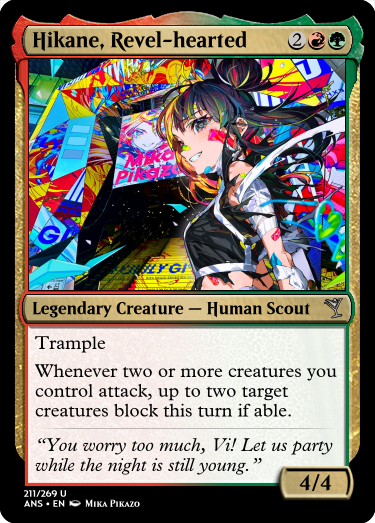 Hikane, Revel-hearted 2
Miko
Pikazo
GI
Legendary Creature — Human Scout
Trample
Whenever two or more creatures you
control attack, up to two target
creatures block this turn if able.
“You worry too much, Vi! Let us party
while the night is still young.”
4/4
211/269 U
ANS • EN Mika Pikazo